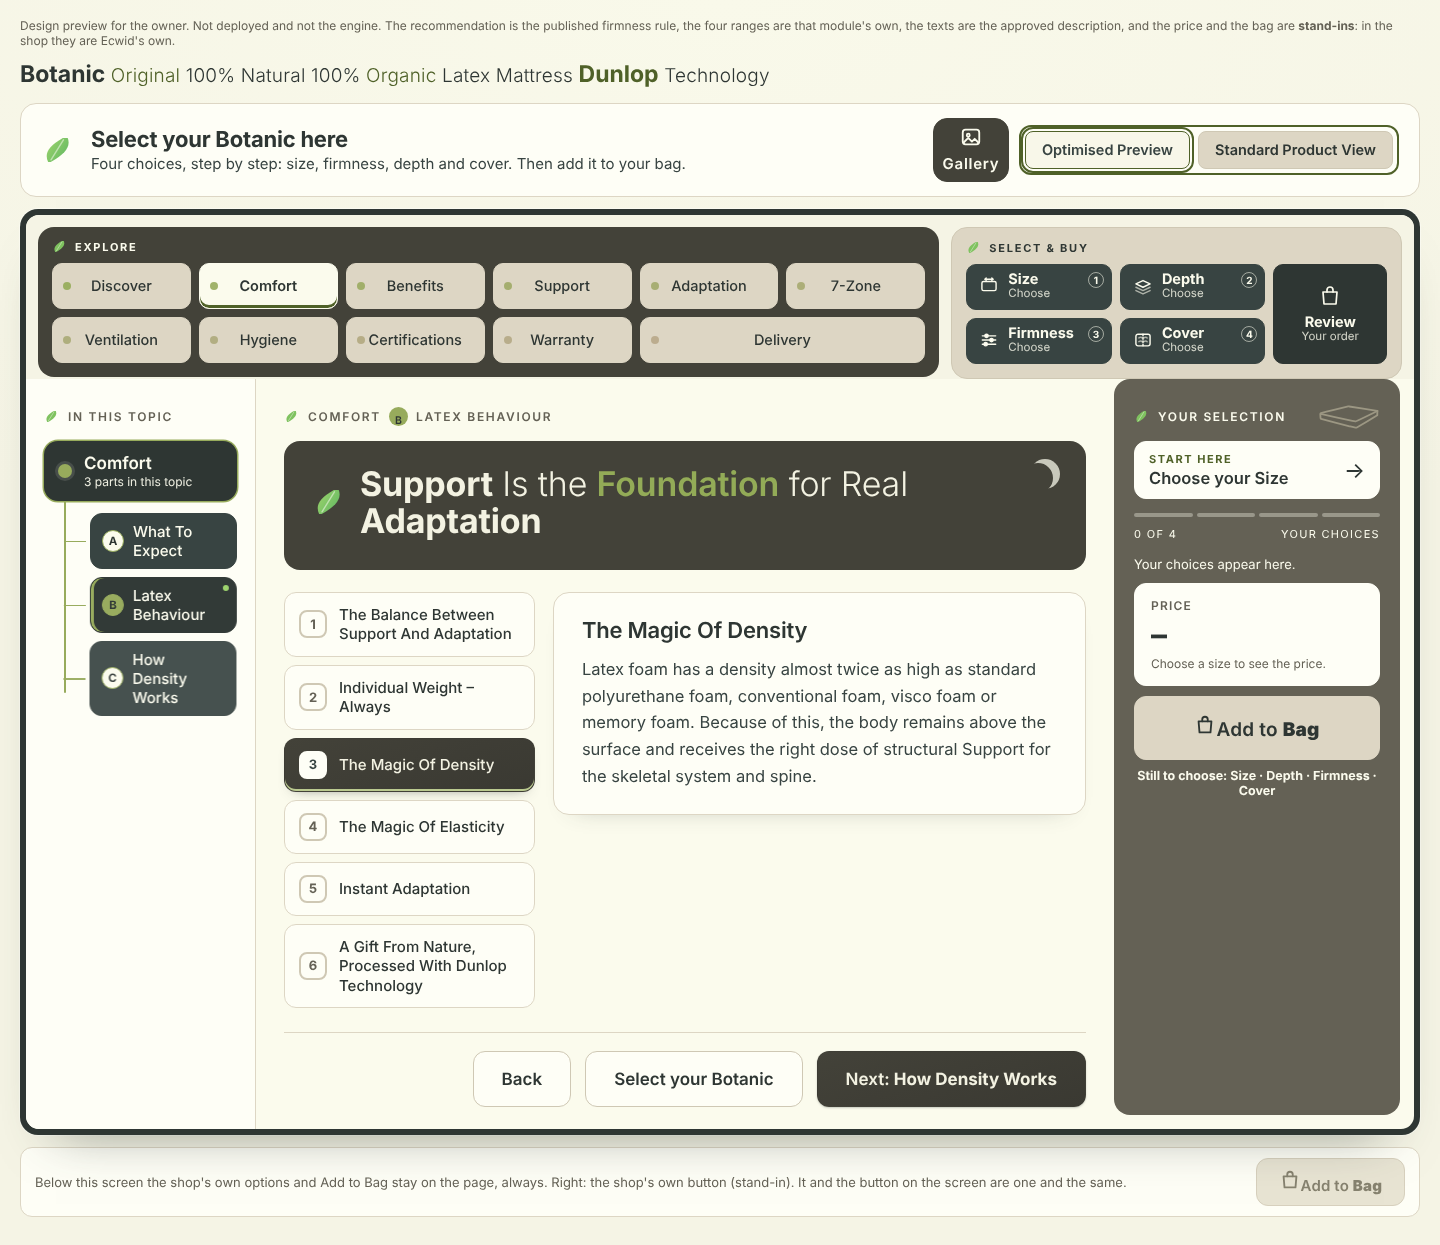 Design preview for the owner. Not deployed and not the engine. The recommendation is the published firmness rule, the four ranges are that module's own, the texts are the approved description, and the price and the bag are stand-ins: in the
shop they are Ecwid's own.
Botanic Original 100% Natural 100% Organic Latex Mattress Dunlop Technology
Select your Botanic here
Four choices, step by step: size, firmness, depth and cover. Then add it to your bag.
Gallery
Optimised Preview
Standard Product View
EXPLORE
Discover
Comfort
Benefits
Support
Adaptation
7-Zone
Ventilation
Hygiene
Certifications
Warranty
Delivery
SELECT & BUY
Size
Choose
1
Depth
Choose
2
Firmness
Choose
3
Cover
Choose
4
Review
Your order
IN THIS TOPIC
Comfort
3 parts in this topic
A
What To
Expect
B
Latex
Behaviour
C
How
Density
Works
COMFORT B LATEX BEHAVIOUR
Support Is the Foundation for Real
Adaptation
1
The Balance Between
Support And Adaptation
2
Individual Weight –
Always
3
The Magic Of Density
4
The Magic Of Elasticity
5
Instant Adaptation
6
A Gift From Nature,
Processed With Dunlop
Technology
The Magic Of Density
Latex foam has a density almost twice as high as standard
polyurethane foam, conventional foam, visco foam or
memory foam. Because of this, the body remains above the
surface and receives the right dose of structural Support for
the skeletal system and spine.
Back
Select your Botanic
Next: How Density Works
YOUR SELECTION
START HERE
Choose your Size
0 OF 4
YOUR CHOICES
Your choices appear here.
PRICE
–
Choose a size to see the price.
Add to Bag
Still to choose: Size · Depth · Firmness ·
Cover
Below this screen the shop's own options and Add to Bag stay on the page, always. Right: the shop's own button (stand-in). It and the button on the screen are one and the same.
Add to Bag